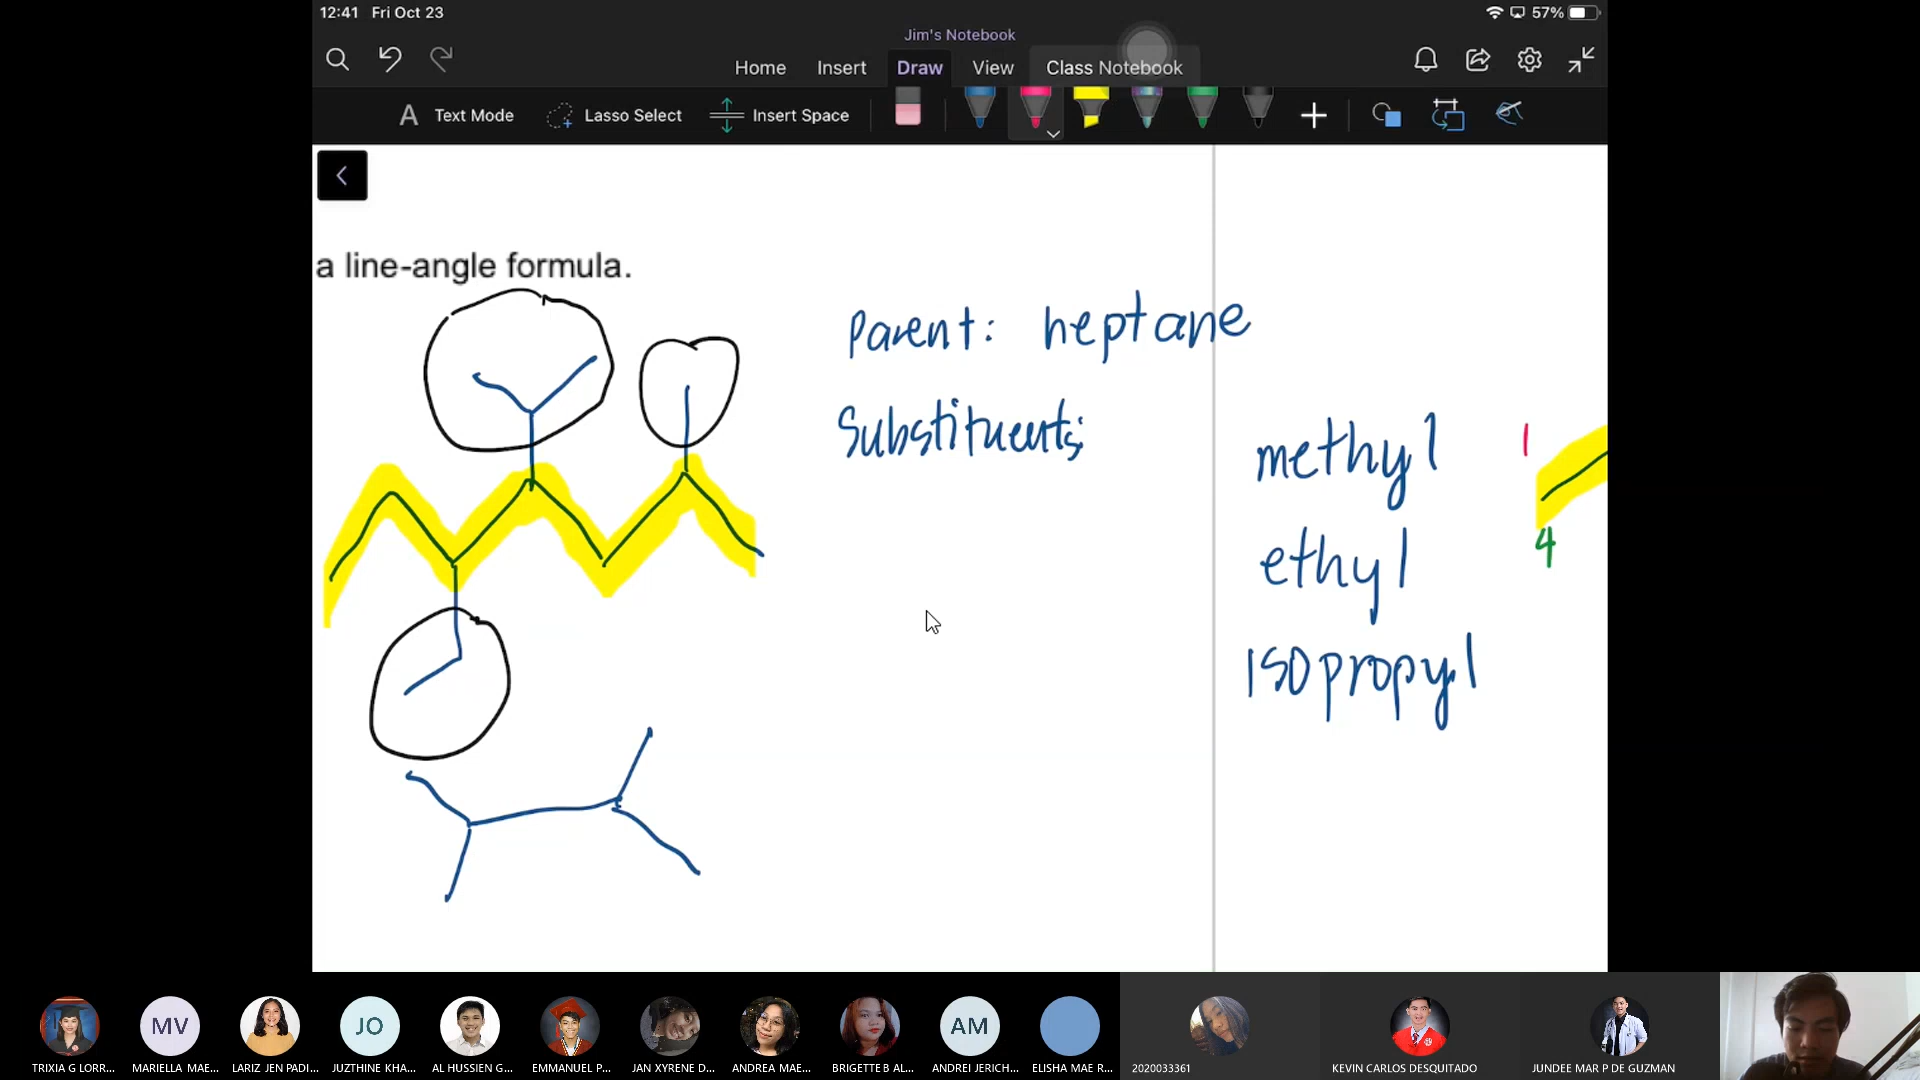 12:41 Fri Oct 23
57%
Jim's Notebook
Home Insert Draw View Class Notebook
A Text Mode Lasso Select Insert Space
a line-angle formula.
Parent: heptane
Substituents:
methyl
1
ethyl
4
isopropyl
MV JO AM
TRIXIA G LORR... MARIELLA MAE... LARIZ JEN PADI... JUZTHINE KHA... AL HUSSIEN G... EMMANUEL P... JAN XYRENE D... ANDREA MAE... BRIGETTE B AL... ANDREI JERICH... ELISHA MAE R... 2020033361 KEVIN CARLOS DESQUITADO JUNDEE MAR P DE GUZMAN